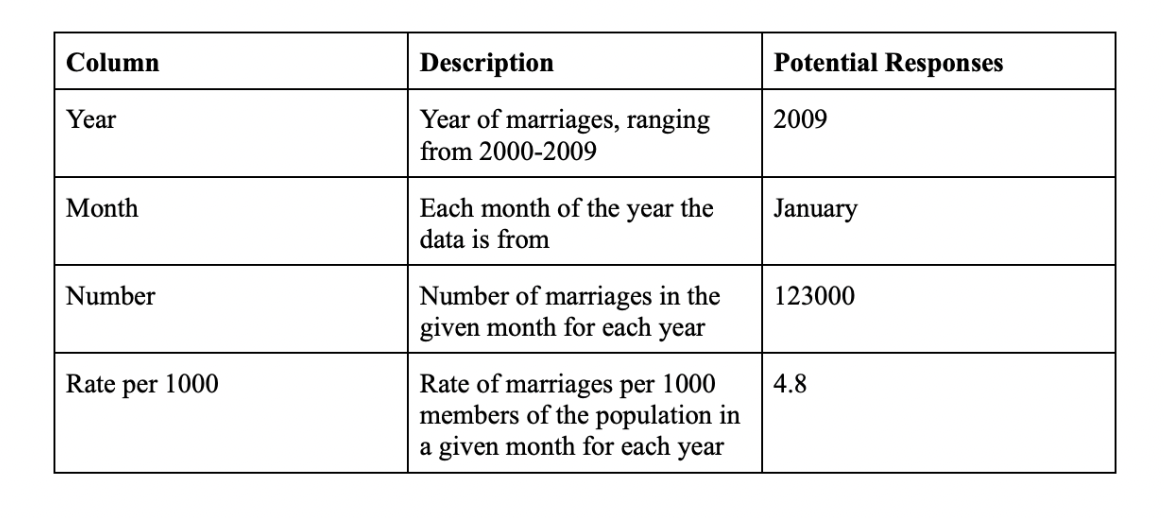 Column
Description
Potential Responses
Year
Year of marriages, ranging
from 2000-2009
2009
Month
Each month of the year the
data is from
January
Number
Number of marriages in the
given month for each year
123000
Rate per 1000
Rate of marriages per 1000
members of the population in
a given month for each year
4.8